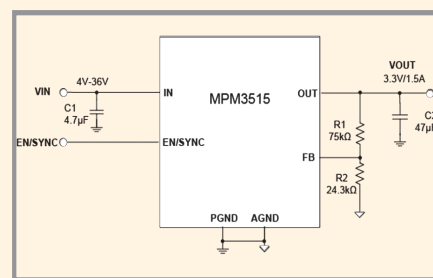 VOUT
3.3V/1.5A
4V-36V
VIN
IN
MPM3515
OUT
C1
4.7µF
R1
75kΩ
EN/SYNC
EN/SYNC
FB
R2
24.3kΩ
PGND
AGND